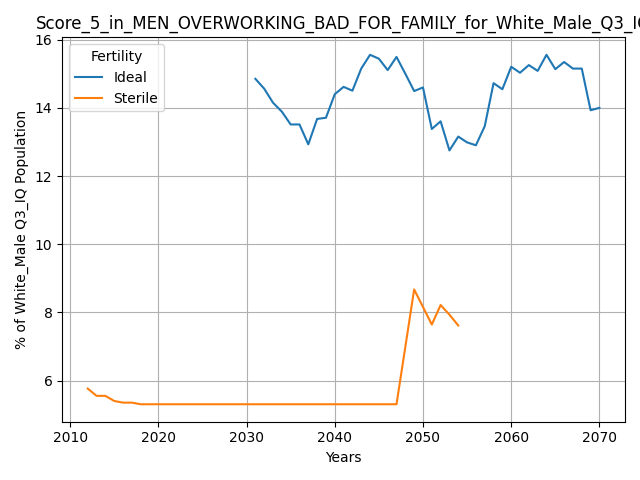 Score_5_in_MEN_OVERWORKING_BAD_FOR_FAMILY_for_White_Male_Q3_IQ
Fertility
Ideal
Sterile
% of White_Male Q3_IQ Population
16
14
12
10
8
6
2010 2020 2030 2040 2050 2060 2070
Years